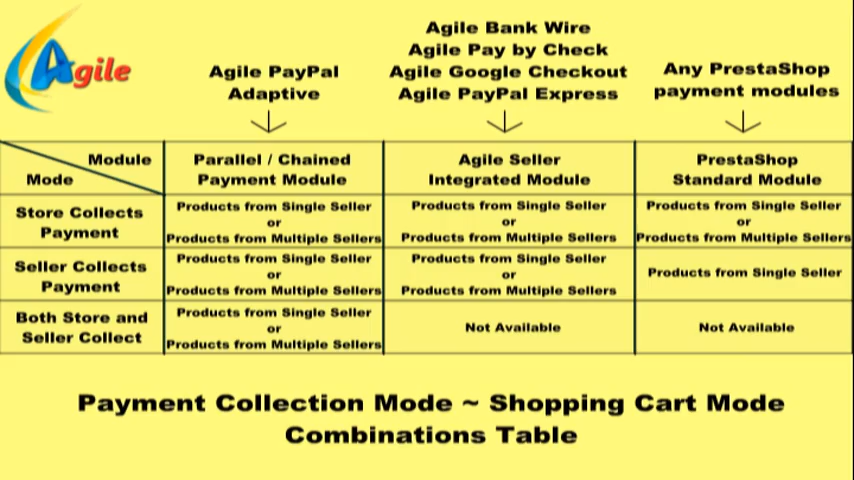 Agile
Agile PayPal
Adaptive
Agile Bank Wire
Agile Pay by Check
Agile Google Checkout
Agile PayPal Express
Any PrestaShop
payment modules
Module
Mode
Parallel / Chained
Payment Module
Agile Seller
Integrated Module
PrestaShop
Standard Module
Store Collects
Payment
Products from Single Seller
or
Products from Multiple Sellers
Products from Single Seller
or
Products from Multiple Sellers
Products from Single Seller
or
Products from Multiple Sellers
Seller Collects
Payment
Products from Single Seller
or
Products from Multiple Sellers
Products from Single Seller
or
Products from Multiple Sellers
Products from Single Seller
Both Store and
Seller Collect
Products from Single Seller
or
Products from Multiple Sellers
Not Available
Not Available
Payment Collection Mode ~ Shopping Cart Mode
Combinations Table